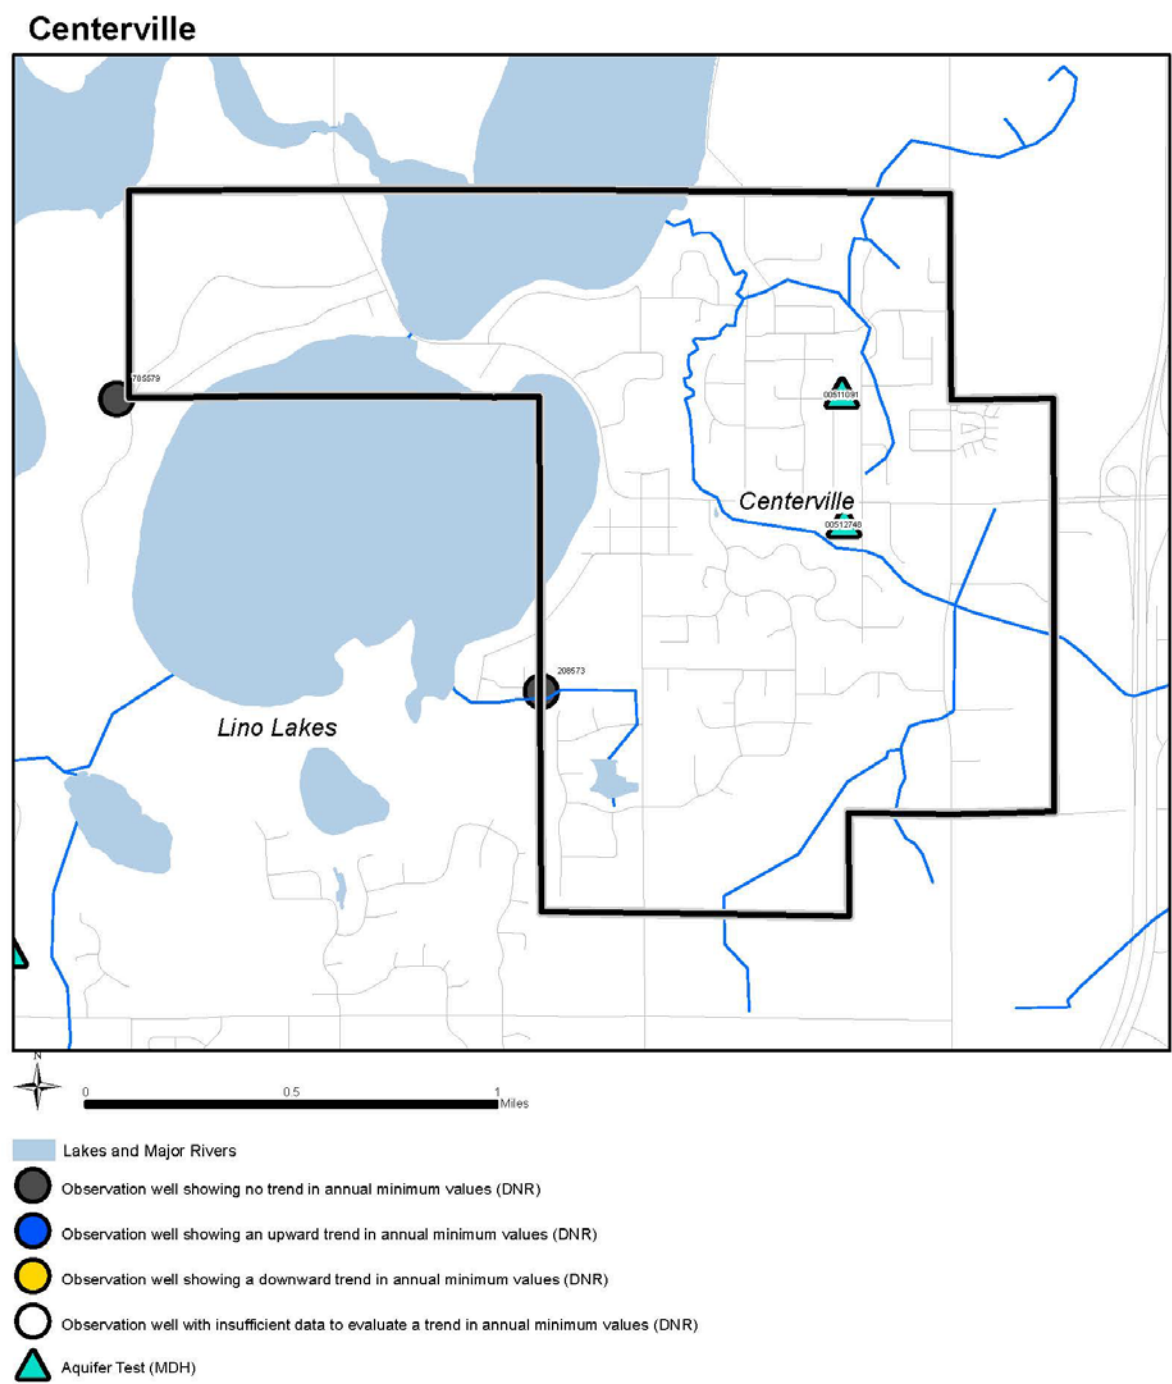 Centerville
785579
00511091
Centerville
00512748
208573
Lino Lakes
N
0 0.5 1
Miles
Lakes and Major Rivers
Observation well showing no trend in annual minimum values (DNR)
Observation well showing an upward trend in annual minimum values (DNR)
Observation well showing a downward trend in annual minimum values (DNR)
Observation well with insufficient data to evaluate a trend in annual minimum values (DNR)
Aquifer Test (MDH)